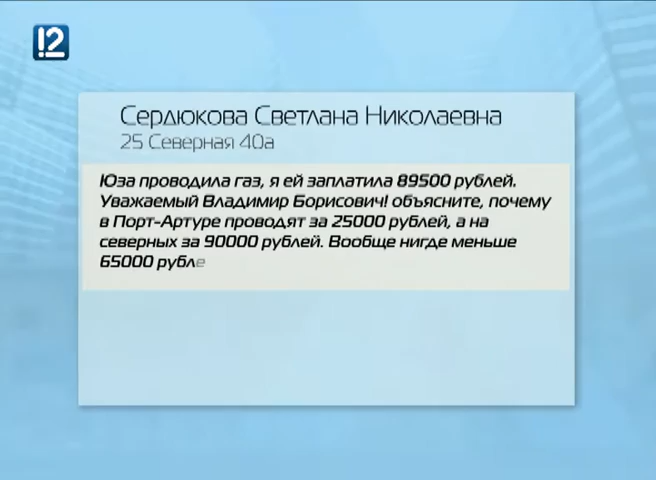 12
Сердюкова Светлана Николаевна
25 Северная 40а
Юза проводила газ, я ей заплатила 89500 рублей.
Уважаемый Владимир Борисович! объясните, почему
в Порт-Артуре проводят за 25000 рублей, а на
северных за 90000 рублей. Вообще нигде меньше
65000 рубле